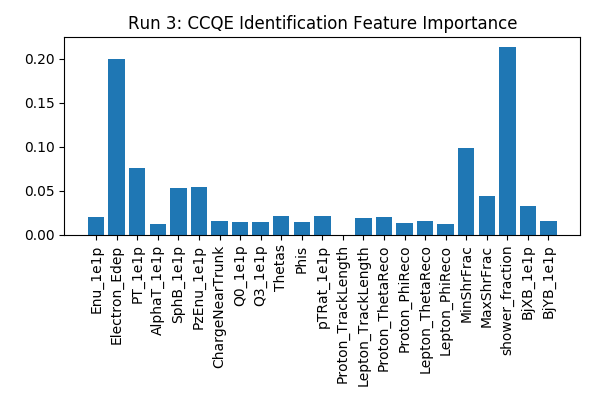 Run 3: CCQE Identification Feature Importance
0.20
0.15
0.10
0.05
0.00
Enu_1e1p
Electron_Edep
PT_1e1p
AlphaT_1e1p
SphB_1e1p
PzEnu_1e1p
ChargeNearTrunk
Q0_1e1p
Q3_1e1p
Thetas
Phis
pTRat_1e1p
Proton_TrackLength
Lepton_TrackLength
Proton_ThetaReco
Proton_PhiReco
Lepton_ThetaReco
Lepton_PhiReco
MinShrFrac
MaxShrFrac
shower_fraction
BjXB_1e1p
BjYB_1e1p